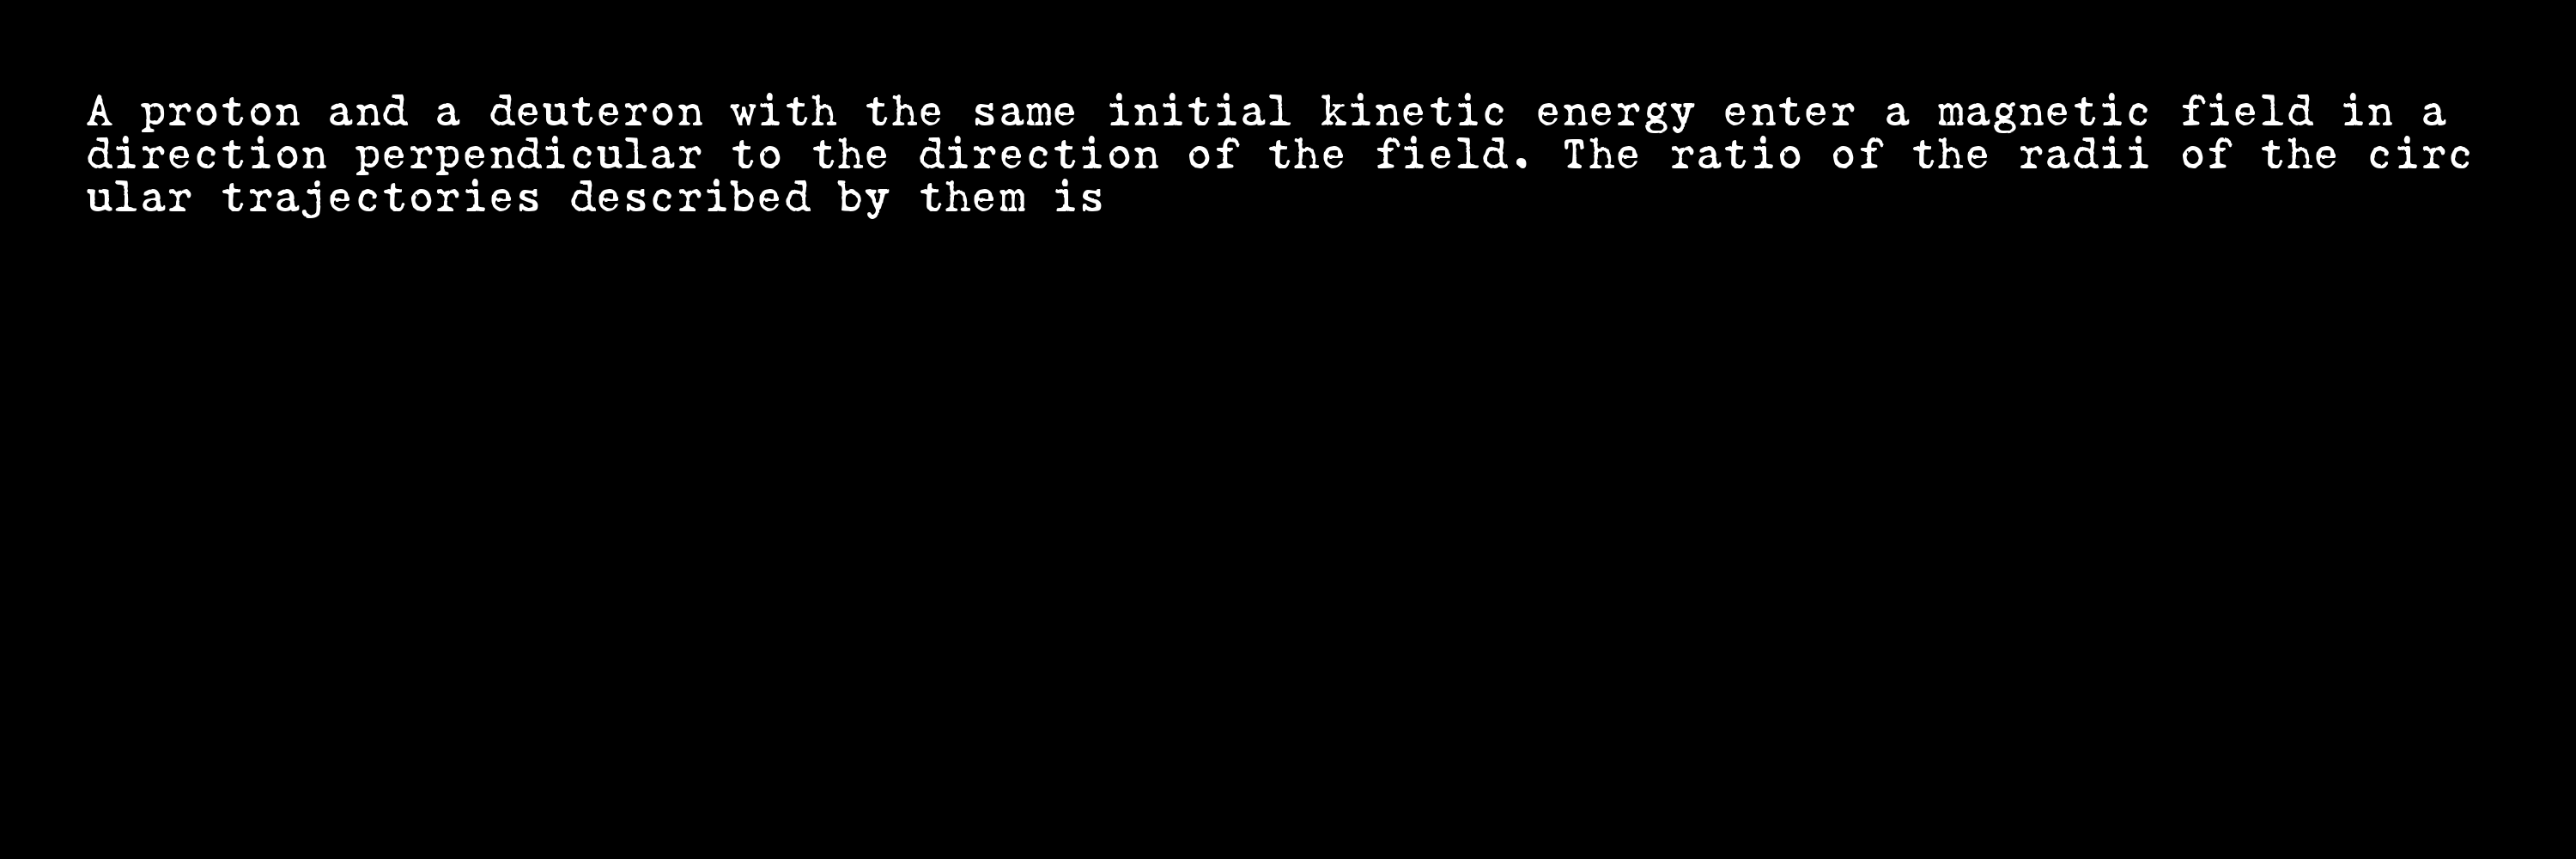 A proton and a deuteron with the same initial kinetic energy enter a magnetic field in a
direction perpendicular to the direction of the field. The ratio of the radii of the circ
ular trajectories described by them is